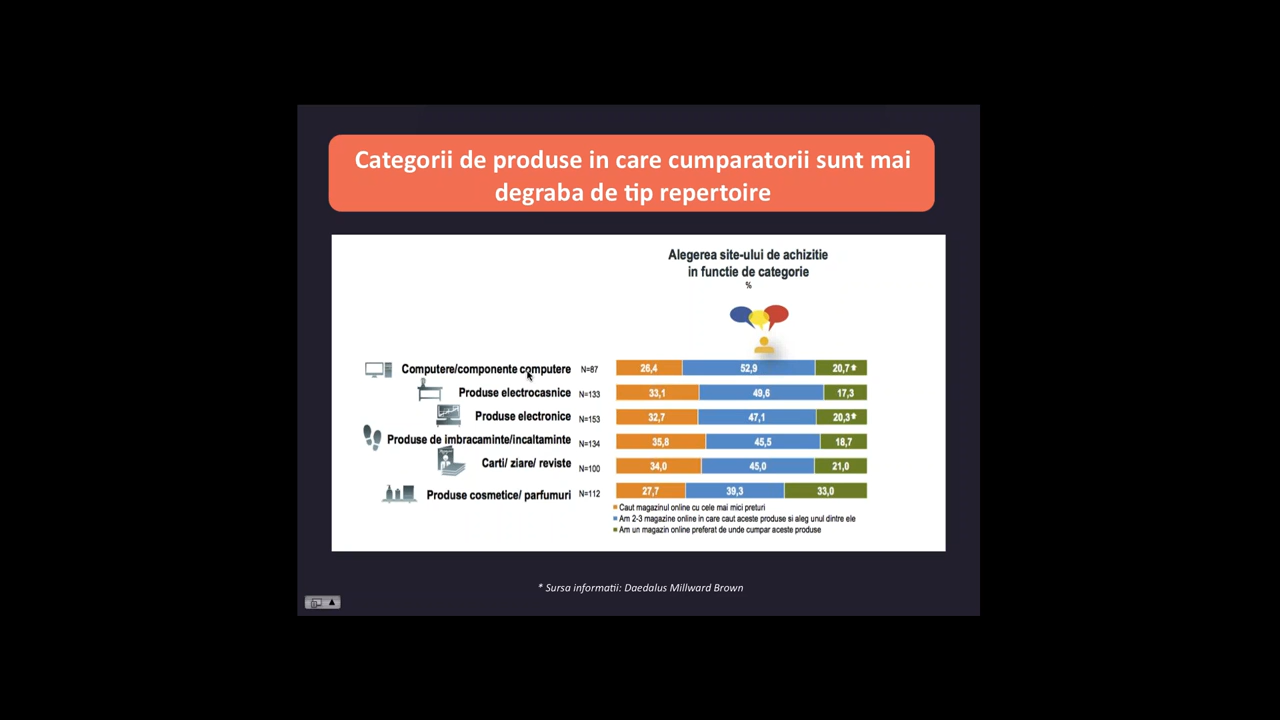 Categorii de produse in care cumparatorii sunt mai
degraba de tip repertoire
Alegerea site-ului de achizitie
in functie de categorie
%
Computere/componente computere N=87 26,4 52,9 20,7
Produse electrocasnice N=133 33,1 49,6 17,3
Produse electronice N=153 32,7 47,1 20,3
Produse de imbracaminte/incaltaminte N=134 35,8 45,5 18,7
Carti/ ziare/ reviste N=100 34,0 45,0 21,0
Produse cosmetice/ parfumuri N=112 27,7 39,3 33,0
Caut magazinul online cu cele mai mici preturi
Am 2-3 magazine online in care caut aceste produse si aleg unul dintre ele
Am un magazin online preferat de unde cumpar aceste produse
* Sursa informatii: Daedalus Millward Brown